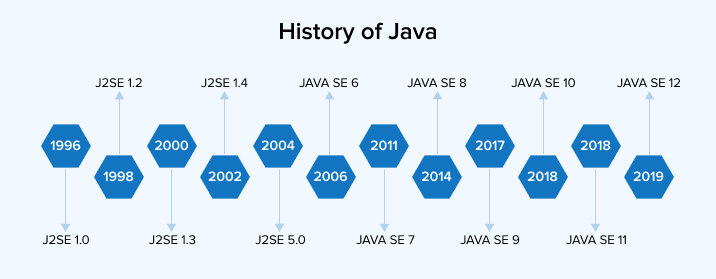 History of Java
J2SE 1.2
J2SE 1.4
JAVA SE 6
JAVA SE 8
JAVA SE 10
JAVA SE 12
1996
1998
2000
2002
2004
2006
2011
2014
2017
2018
2018
2019
J2SE 1.0
J2SE 1.3
J2SE 5.0
JAVA SE 7
JAVA SE 9
JAVA SE 11